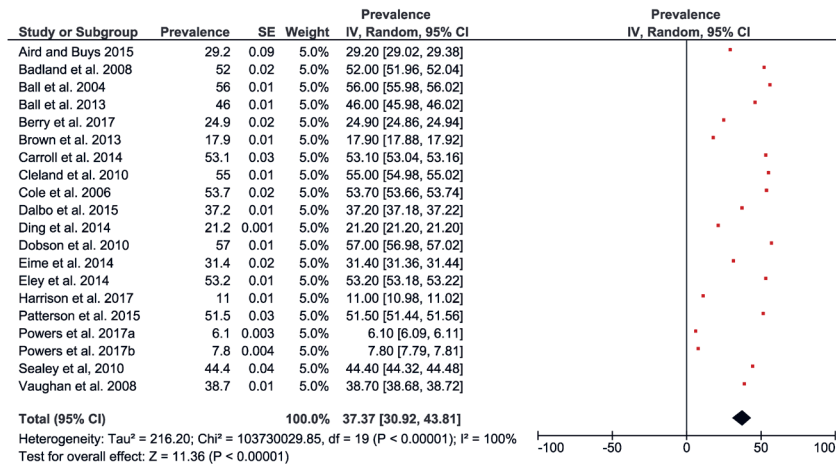 Prevalence Prevalence
Study or Subgroup Prevalence SE Weight IV, Random, 95% CI IV, Random, 95% CI
Aird and Buys 2015 29.2 0.09 5.0% 29.20 [29.02, 29.38]
Badland et al. 2008 52 0.02 5.0% 52.00 [51.96, 52.04]
Ball et al. 2004 56 0.01 5.0% 56.00 [55.98, 56.02]
Ball et al. 2013 46 0.01 5.0% 46.00 [45.98, 46.02]
Berry et al. 2017 24.9 0.02 5.0% 24.90 [24.86, 24.94]
Brown et al. 2013 17.9 0.01 5.0% 17.90 [17.88, 17.92]
Carroll et al. 2014 53.1 0.03 5.0% 53.10 [53.04, 53.16]
Cleland et al. 2010 55 0.01 5.0% 55.00 [54.98, 55.02]
Cole et al. 2006 53.7 0.02 5.0% 53.70 [53.66, 53.74]
Dalbo et al. 2015 37.2 0.01 5.0% 37.20 [37.18, 37.22]
Ding et al. 2014 21.2 0.001 5.0% 21.20 [21.20, 21.20]
Dobson et al. 2010 57 0.01 5.0% 57.00 [56.98, 57.02]
Eime et al. 2014 31.4 0.02 5.0% 31.40 [31.36, 31.44]
Eley et al. 2014 53.2 0.01 5.0% 53.20 [53.18, 53.22]
Harrison et al. 2017 11 0.01 5.0% 11.00 [10.98, 11.02]
Patterson et al. 2015 51.5 0.03 5.0% 51.50 [51.44, 51.56]
Powers et al. 2017a 6.1 0.003 5.0% 6.10 [6.09, 6.11]
Powers et al. 2017b 7.8 0.004 5.0% 7.80 [7.79, 7.81]
Sealey et al, 2010 44.4 0.04 5.0% 44.40 [44.32, 44.48]
Vaughan et al. 2008 38.7 0.01 5.0% 38.70 [38.68, 38.72]
Total (95% CI) 100.0% 37.37 [30.92, 43.81]
Heterogeneity: Tau² = 216.20; Chi² = 103730029.85, df = 19 (P < 0.00001); I² = 100%
Test for overall effect: Z = 11.36 (P < 0.00001)
-100 -50 0 50 100